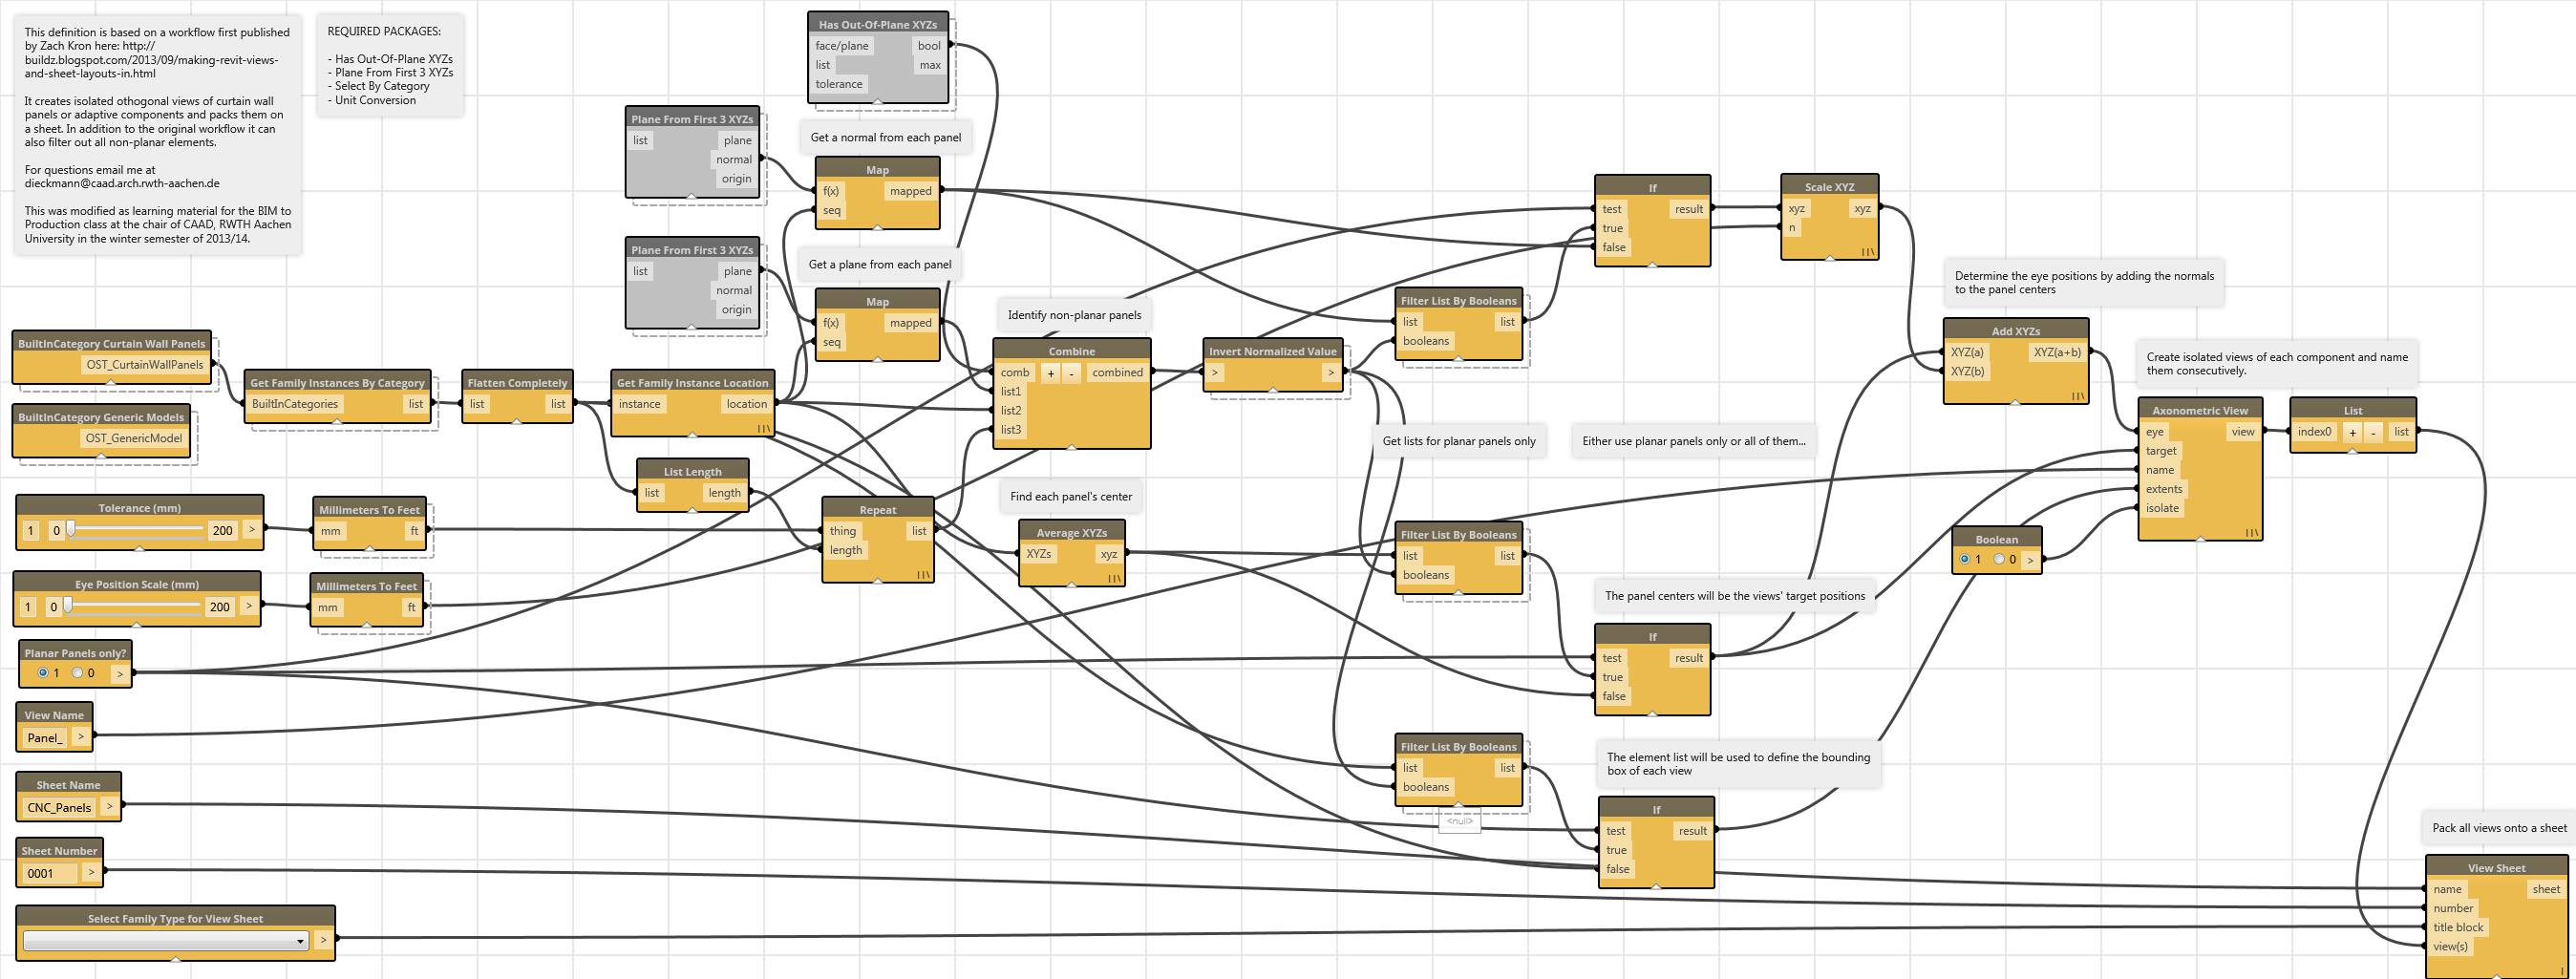 This definition is based on a workflow first published
by Zach Kron here: http://
buildz.blogspot.com/2013/09/making-revit-views-
and-sheet-layouts-in.html
It creates isolated othogonal views of curtain wall
panels or adaptive components and packs them on
a sheet. In addition to the original workflow it can
also filter out all non-planar elements.
For questions email me at
dieckmann@caad.arch.rwth-aachen.de
This was modified as learning material for the BIM to
Production class at the chair of CAAD, RWTH Aachen
University in the winter semester of 2013/14.
REQUIRED PACKAGES:
- Has Out-Of-Plane XYZs
- Plane From First 3 XYZs
- Select By Category
- Unit Conversion
Has Out-Of-Plane XYZs
face/plane bool
list max
tolerance
Plane From First 3 XYZs
list plane
normal
origin
Get a normal from each panel
Map
f(x) mapped
seq
Plane From First 3 XYZs
list plane
normal
origin
Get a plane from each panel
Map
f(x) mapped
seq
BuiltInCategory Curtain Wall Panels
OST_CurtainWallPanels
BuiltInCategory Generic Models
OST_GenericModel
Get Family Instances By Category
BuiltInCategories list
Flatten Completely
list list
Get Family Instance Location
instance location
List Length
list length
Identify non-planar panels
Combine
comb + - combined
list1
list2
list3
Invert Normalized Value
> >
Filter List By Booleans
list list
booleans
If
test result
true
false
Scale XYZ
xyz xyz
n
Determine the eye positions by adding the normals
to the panel centers
Add XYZs
XYZ(a) XYZ(a+b)
XYZ(b)
Create isolated views of each component and name
them consecutively.
Axonometric View
eye view
target
name
extents
isolate
List
index0 + - list
Get lists for planar panels only
Either use planar panels only or all of them...
Tolerance (mm)
1 0 200 >
Millimeters To Feet
mm ft
Eye Position Scale (mm)
1 0 200 >
Millimeters To Feet
mm ft
Repeat
thing list
length
Find each panel's center
Average XYZs
XYZs xyz
Filter List By Booleans
list list
booleans
Boolean
1 0 >
The panel centers will be the views' target positions
If
test result
true
false
Planar Panels only?
1 0 >
View Name
Panel_ >
Sheet Name
CNC_Panels >
Sheet Number
0001 >
Select Family Type for View Sheet
>
Filter List By Booleans
list list
booleans
<null>
The element list will be used to define the bounding
box of each view
If
test result
true
false
Pack all views onto a sheet
View Sheet
name sheet
number
title block
view(s)